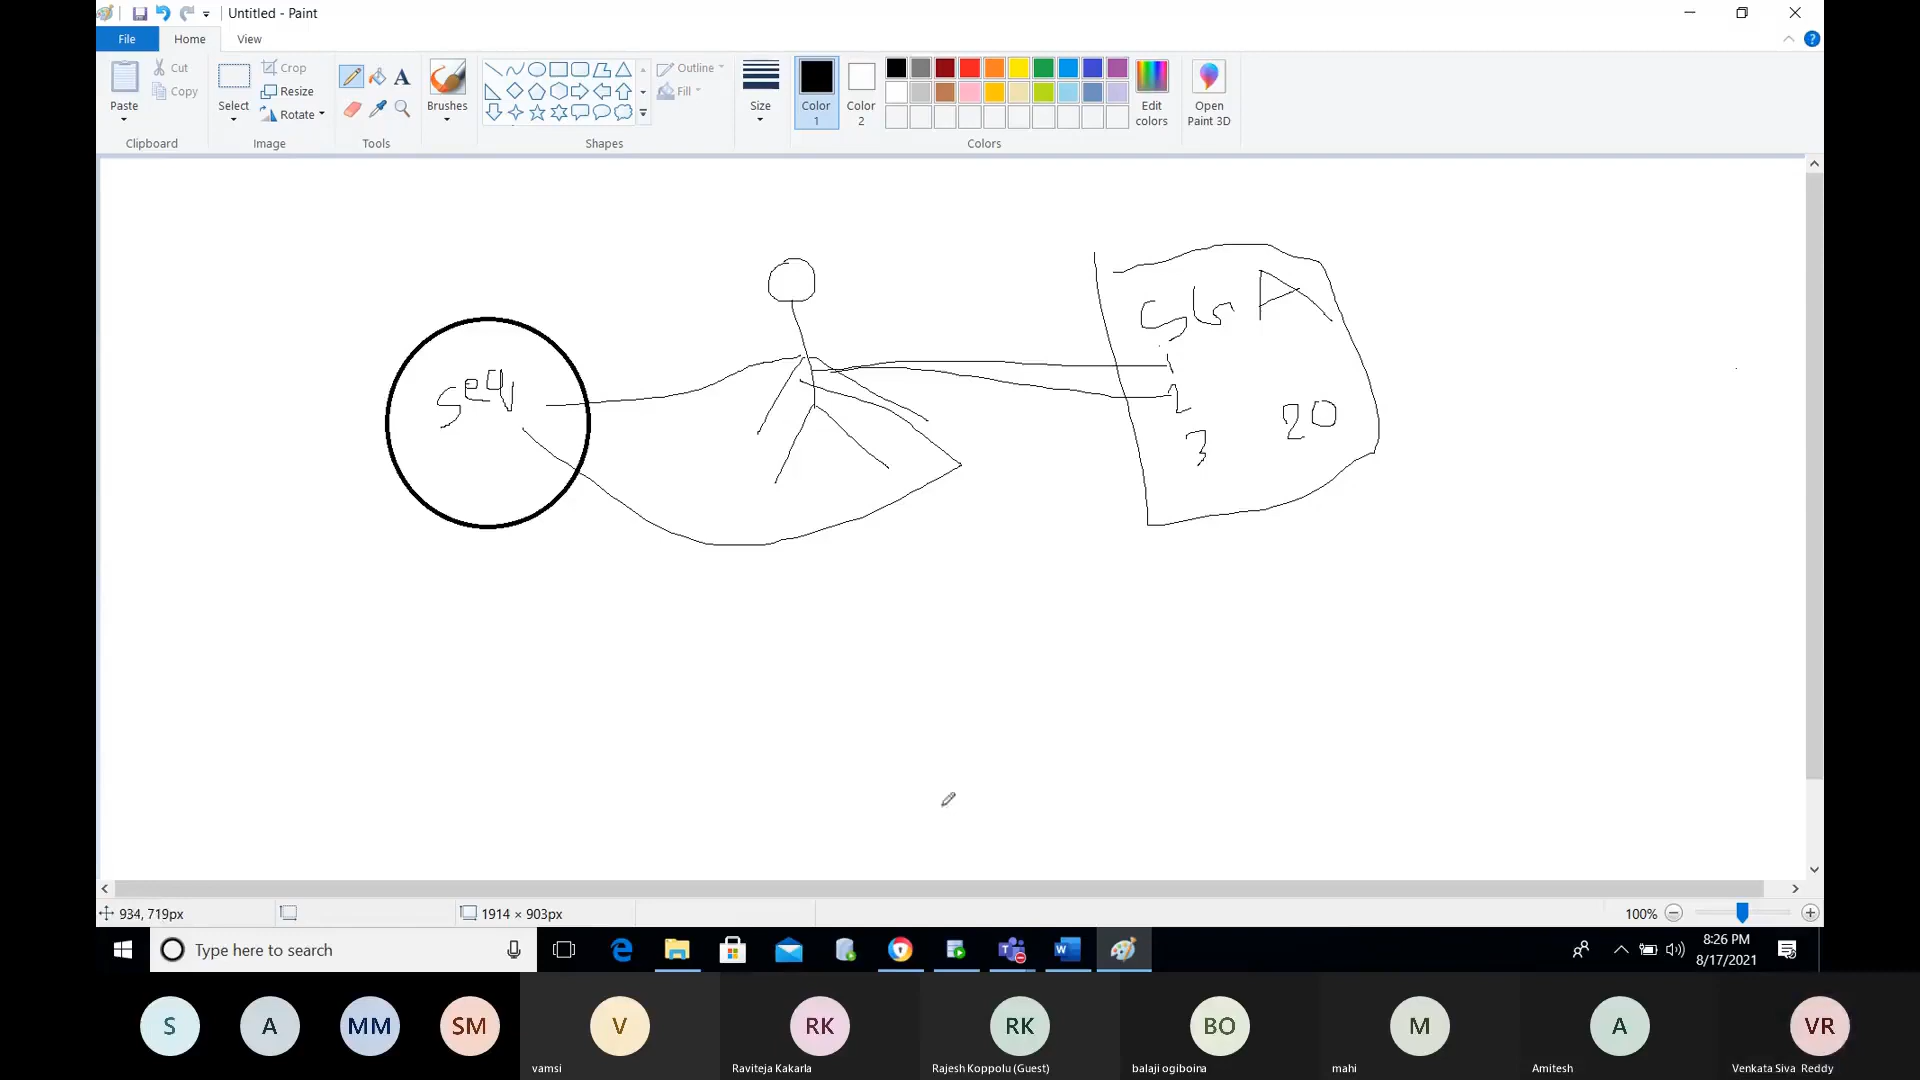 Untitled - Paint
File Home View
Paste
Cut
Copy
Clipboard
Select
Crop
Resize
Rotate
Image
Tools
Brushes
Shapes
Outline
Fill
Size
Color 1
Color 2
Colors
Edit colors
Open Paint 3D
seq
A
1
2
3
20
934, 719px
1914 × 903px
100%
Type here to search
8:26 PM
8/17/2021
S
A
MM
SM
V
RK
RK
BO
M
A
VR
vamsi
Raviteja Kakarla
Rajesh Koppolu (Guest)
balaji ogiboina
mahi
Amitesh
Venkata Siva Reddy